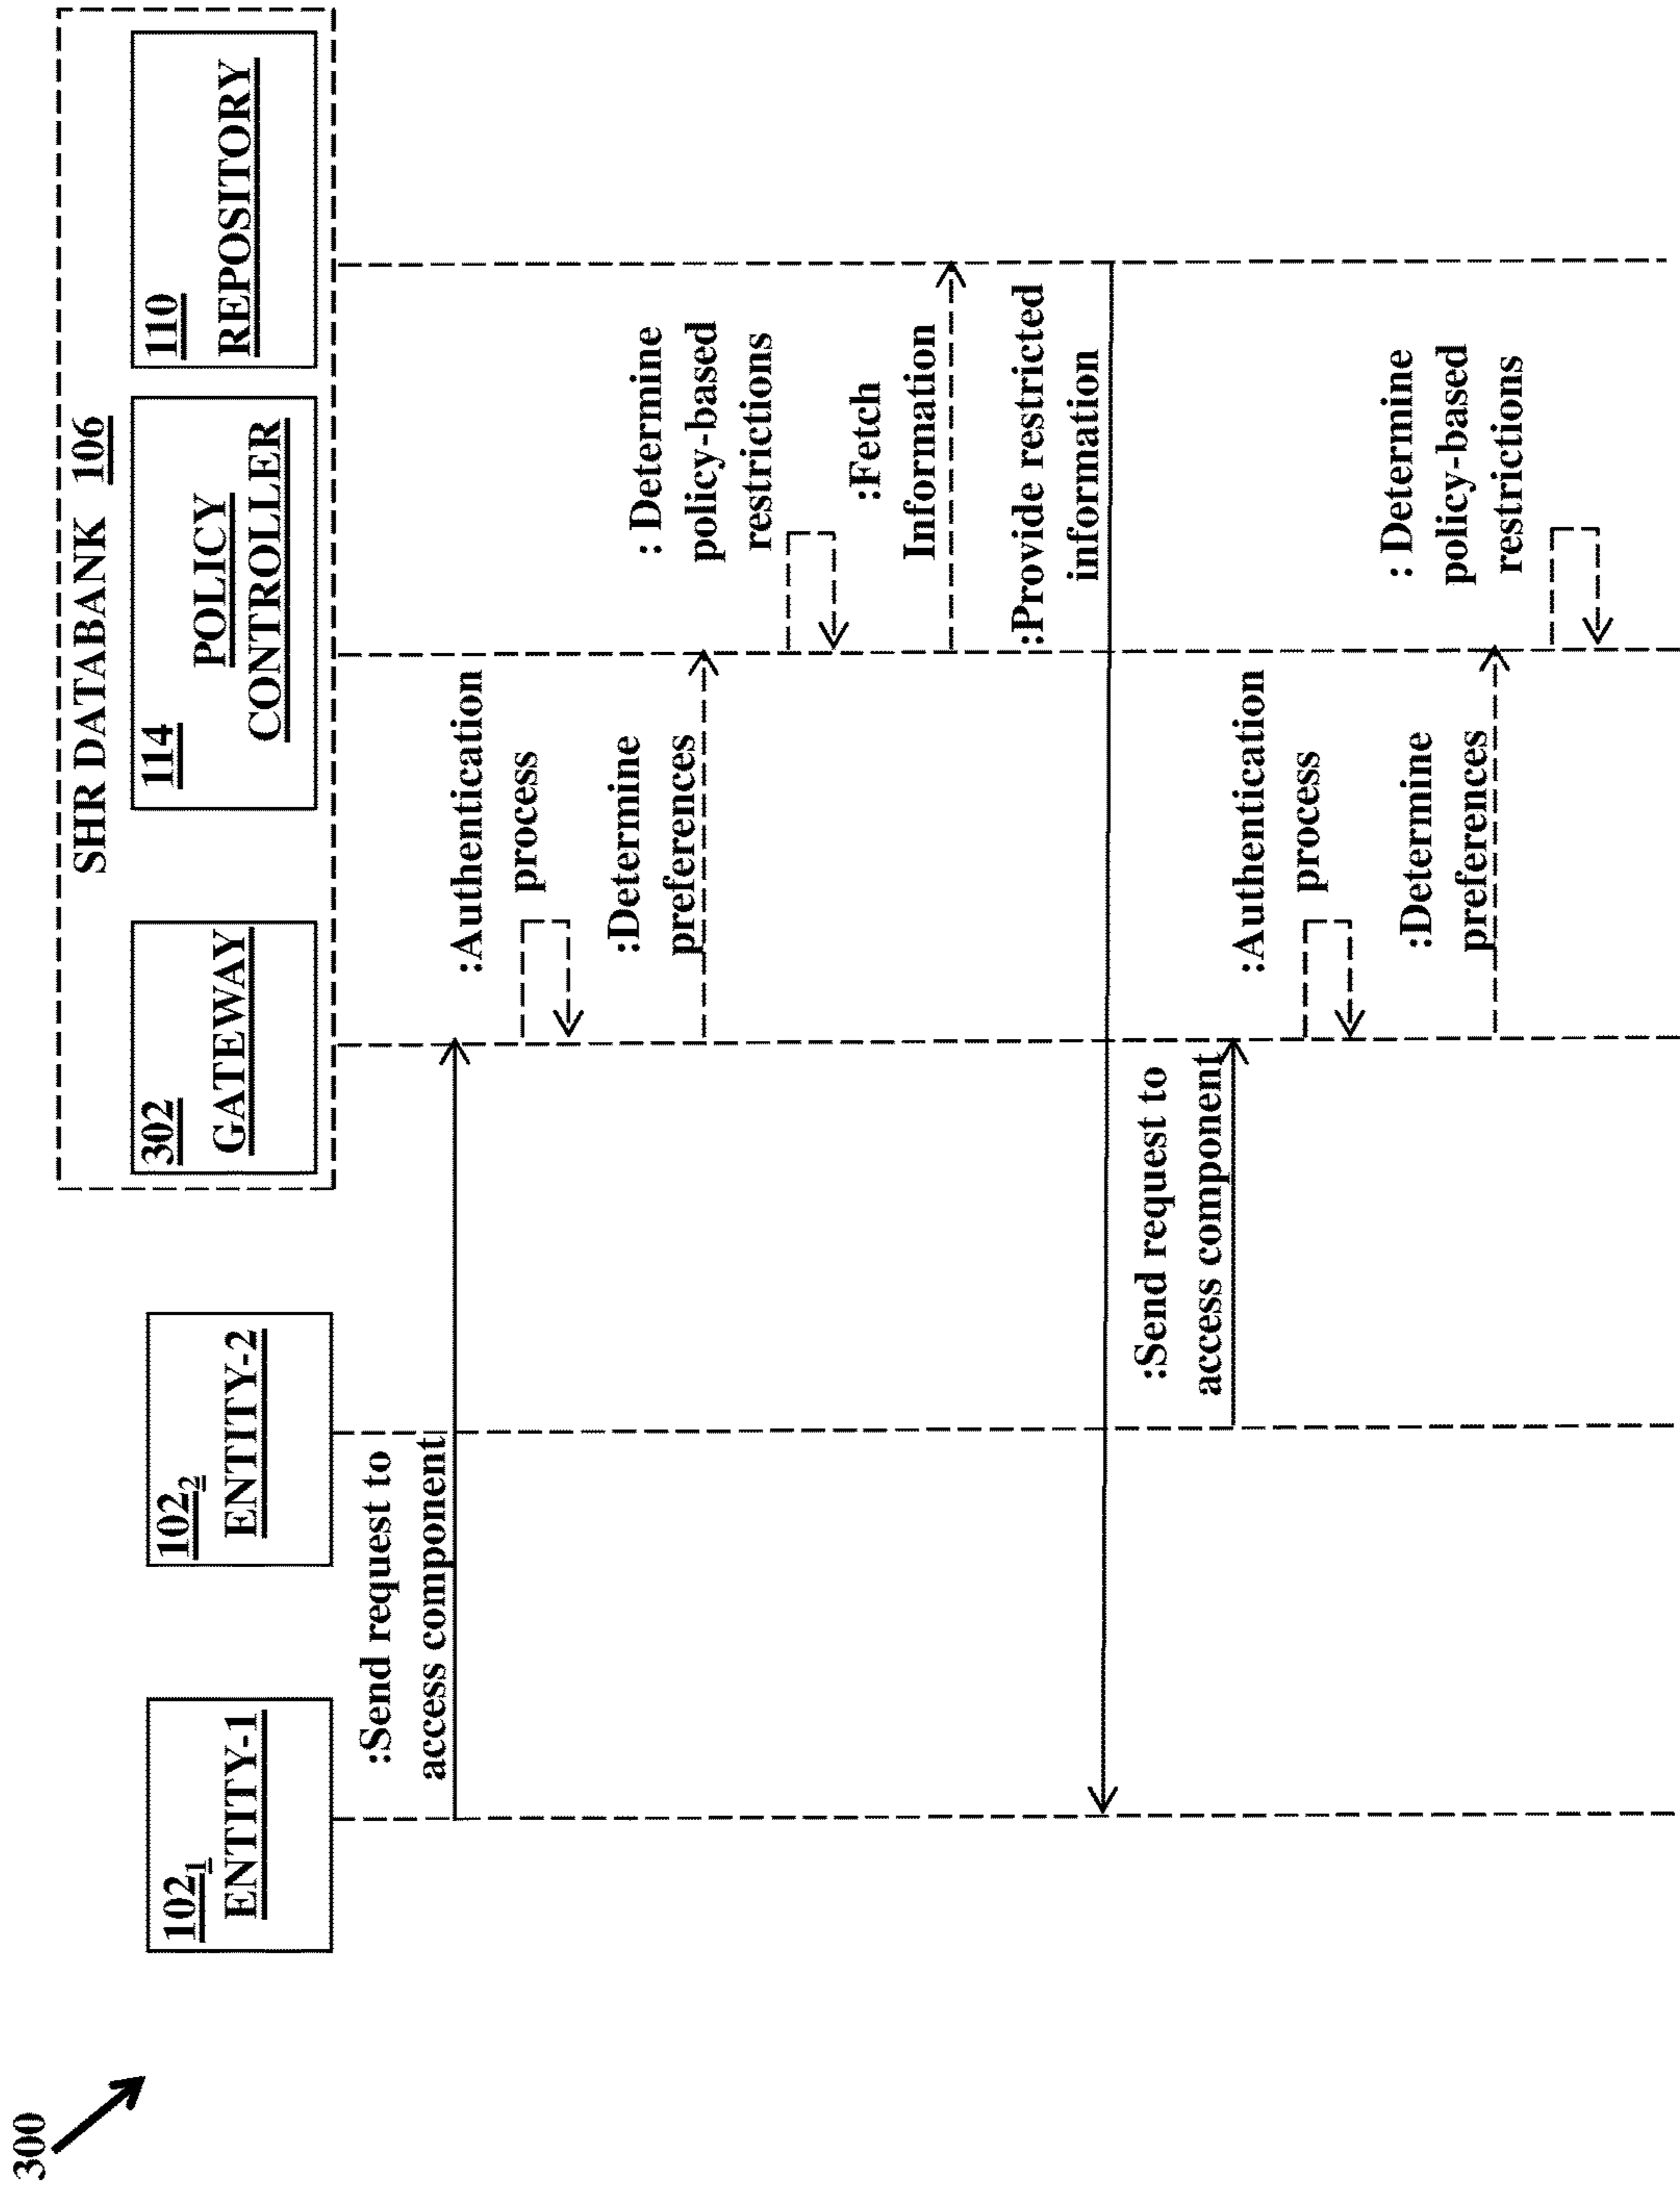 300
SHR DATABANK 106
102₁
ENTITY-1
102₂
ENTITY-2
302
GATEWAY
114
POLICY
CONTROLLER
110
REPOSITORY
:Send request to
access component
:Authentication
process
:Determine
preferences
: Determine
policy-based
restrictions
:Fetch
Information
:Provide restricted
information
:Send request to
access component
:Authentication
process
:Determine
preferences
: Determine
policy-based
restrictions